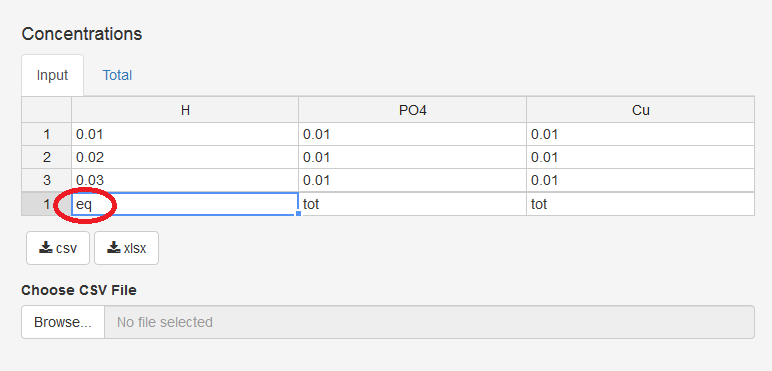 Concentrations
Input Total
H PO4 Cu
1 0.01 0.01 0.01
2 0.02 0.01 0.01
3 0.03 0.01 0.01
1 eq tot tot
csv xlsx
Choose CSV File
Browse... No file selected